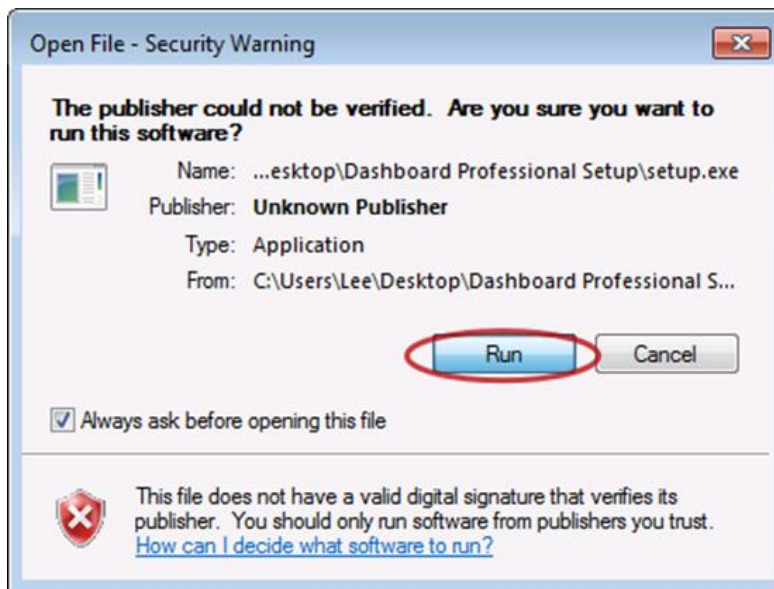 Open File - Security Warning
The publisher could not be verified.  Are you sure you want to
run this software?
Name: ...esktop\Dashboard Professional Setup\setup.exe
Publisher: Unknown Publisher
Type: Application
From: C:\Users\Lee\Desktop\Dashboard Professional S...
Run Cancel
Always ask before opening this file
This file does not have a valid digital signature that verifies its
publisher.  You should only run software from publishers you trust.
How can I decide what software to run?